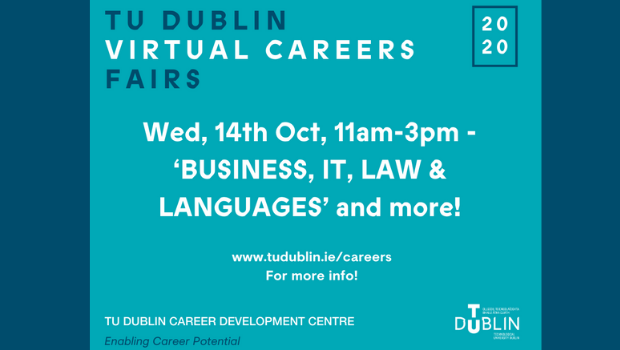 TU DUBLIN
VIRTUAL CAREERS
FAIRS
20
20
Wed, 14th Oct, 11am-3pm -
‘BUSINESS, IT, LAW &
LANGUAGES’ and more!
www.tudublin.ie/careers
For more info!
TU DUBLIN CAREER DEVELOPMENT CENTRE
Enabling Career Potential
TU
DUBLIN